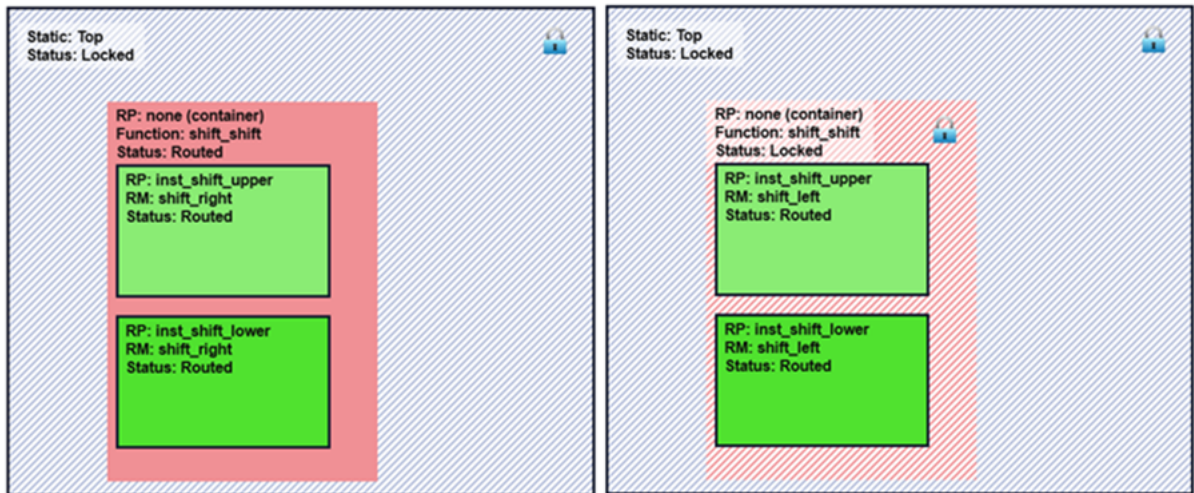 Static: Top
Status: Locked
RP: none (container)
Function: shift_shift
Status: Routed
RP: inst_shift_upper
RM: shift_right
Status: Routed
RP: inst_shift_lower
RM: shift_right
Status: Routed
Static: Top
Status: Locked
RP: none (container)
Function: shift_shift
Status: Locked
RP: inst_shift_upper
RM: shift_left
Status: Routed
RP: inst_shift_lower
RM: shift_left
Status: Routed